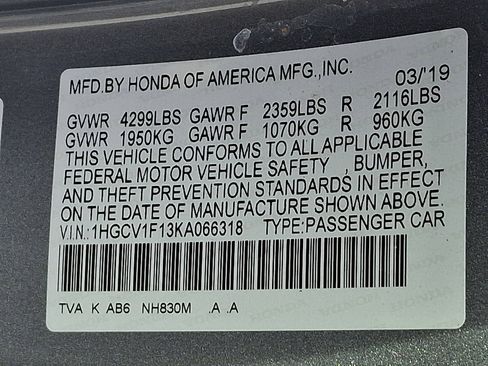 MFD.BY HONDA OF AMERICA MFG.,INC. 03/'19
GVWR 4299LBS GAWR F 2359LBS R 2116LBS
GVWR 1950KG GAWR F 1070KG R 960KG
THIS VEHICLE CONFORMS TO ALL APPLICABLE
FEDERAL MOTOR VEHICLE SAFETY , BUMPER,
AND THEFT PREVENTION STANDARDS IN EFFECT
ON THE DATE OF MANUFACTURE SHOWN ABOVE.
V.I.N.: 1HGCV1F13KA066318 TYPE:PASSENGER CAR
TVA K AB6 NH830M .A .A